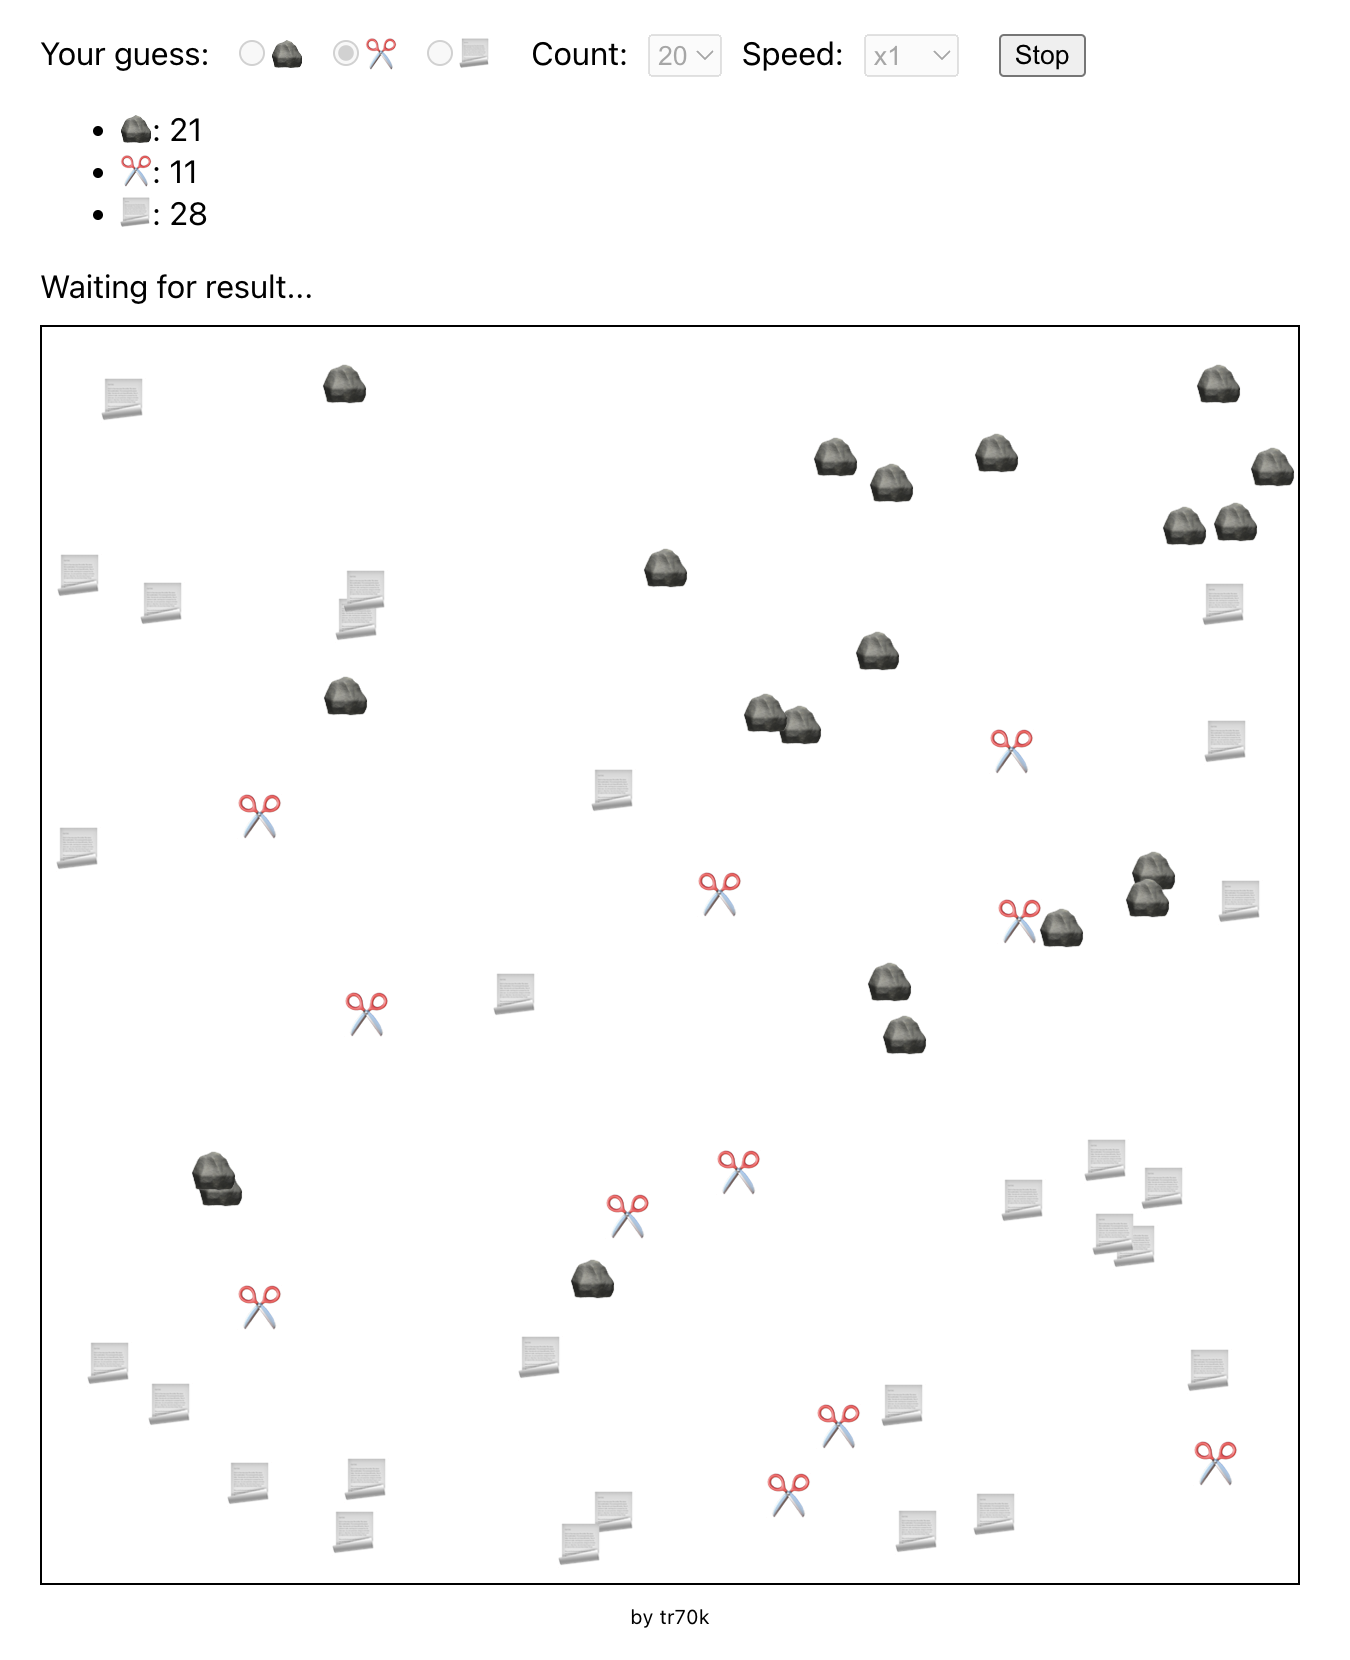 Your guess: Count: 20 Speed: x1 Stop
: 21
: 11
: 28
Waiting for result...
by tr70k